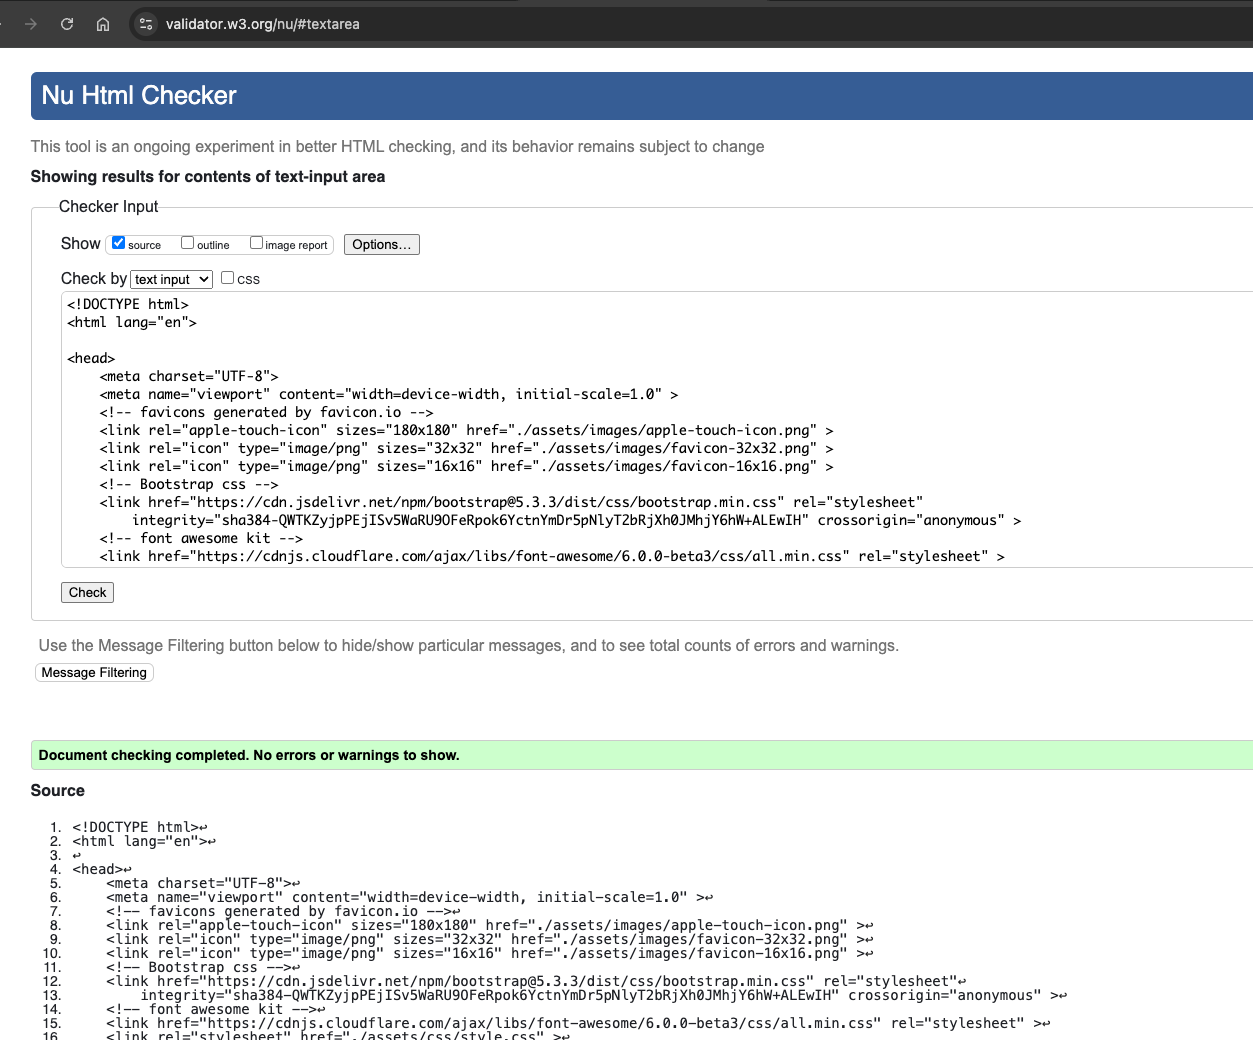 validator.w3.org/nu/#textarea
Nu Html Checker
This tool is an ongoing experiment in better HTML checking, and its behavior remains subject to change
Showing results for contents of text-input area
Checker Input
Show source outline image report Options...
Check by text input CSS
<!DOCTYPE html>
<html lang="en">
<head>
<meta charset="UTF-8">
<meta name="viewport" content="width=device-width, initial-scale=1.0" >
<!-- favicons generated by favicon.io -->
<link rel="apple-touch-icon" sizes="180x180" href="./assets/images/apple-touch-icon.png" >
<link rel="icon" type="image/png" sizes="32x32" href="./assets/images/favicon-32x32.png" >
<link rel="icon" type="image/png" sizes="16x16" href="./assets/images/favicon-16x16.png" >
<!-- Bootstrap css -->
<link href="https://cdn.jsdelivr.net/npm/bootstrap@5.3.3/dist/css/bootstrap.min.css" rel="stylesheet"
integrity="sha384-QWTKZyjpPEjISv5WaRU9OFeRpok6YctnYmDr5pNlyT2bRjXh0JMhjY6hW+ALEwIH" crossorigin="anonymous" >
<!-- font awesome kit -->
<link href="https://cdnjs.cloudflare.com/ajax/libs/font-awesome/6.0.0-beta3/css/all.min.css" rel="stylesheet" >
Check
Use the Message Filtering button below to hide/show particular messages, and to see total counts of errors and warnings.
Message Filtering
Document checking completed. No errors or warnings to show.
Source
1. <!DOCTYPE html>↩
2. <html lang="en">↩
3. ↩
4. <head>↩
5. <meta charset="UTF-8">↩
6. <meta name="viewport" content="width=device-width, initial-scale=1.0" >↩
7. <!-- favicons generated by favicon.io -->↩
8. <link rel="apple-touch-icon" sizes="180x180" href="./assets/images/apple-touch-icon.png" >↩
9. <link rel="icon" type="image/png" sizes="32x32" href="./assets/images/favicon-32x32.png" >↩
10. <link rel="icon" type="image/png" sizes="16x16" href="./assets/images/favicon-16x16.png" >↩
11. <!-- Bootstrap css -->↩
12. <link href="https://cdn.jsdelivr.net/npm/bootstrap@5.3.3/dist/css/bootstrap.min.css" rel="stylesheet"↩
13. integrity="sha384-QWTKZyjpPEjISv5WaRU9OFeRpok6YctnYmDr5pNlyT2bRjXh0JMhjY6hW+ALEwIH" crossorigin="anonymous" >↩
14. <!-- font awesome kit -->↩
15. <link href="https://cdnjs.cloudflare.com/ajax/libs/font-awesome/6.0.0-beta3/css/all.min.css" rel="stylesheet" >↩
16. <link rel="stylesheet" href="./assets/css/style.css" >↩